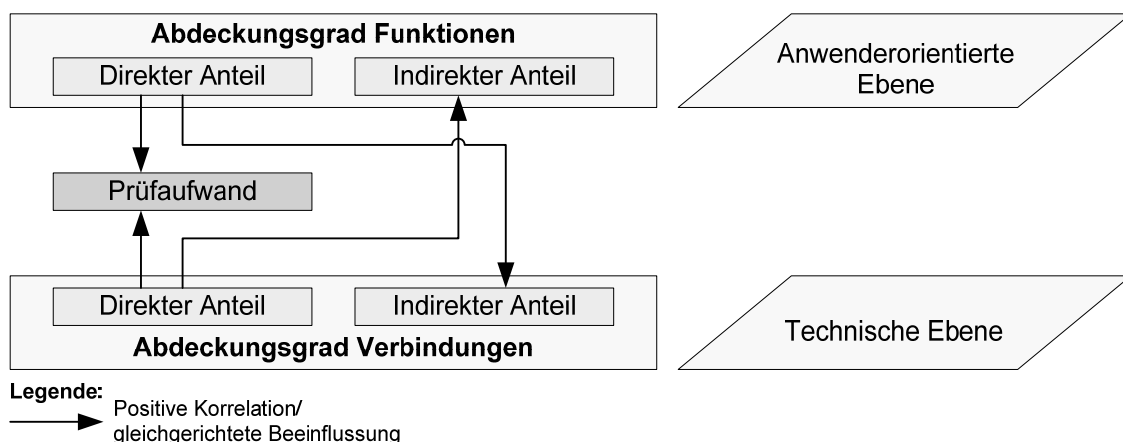 Abdeckungsgrad Funktionen
Direkter Anteil
Indirekter Anteil
Anwenderorientierte
Ebene
Prüfaufwand
Direkter Anteil
Indirekter Anteil
Abdeckungsgrad Verbindungen
Technische Ebene
Legende:
Positive Korrelation/
gleichgerichtete Beeinflussung